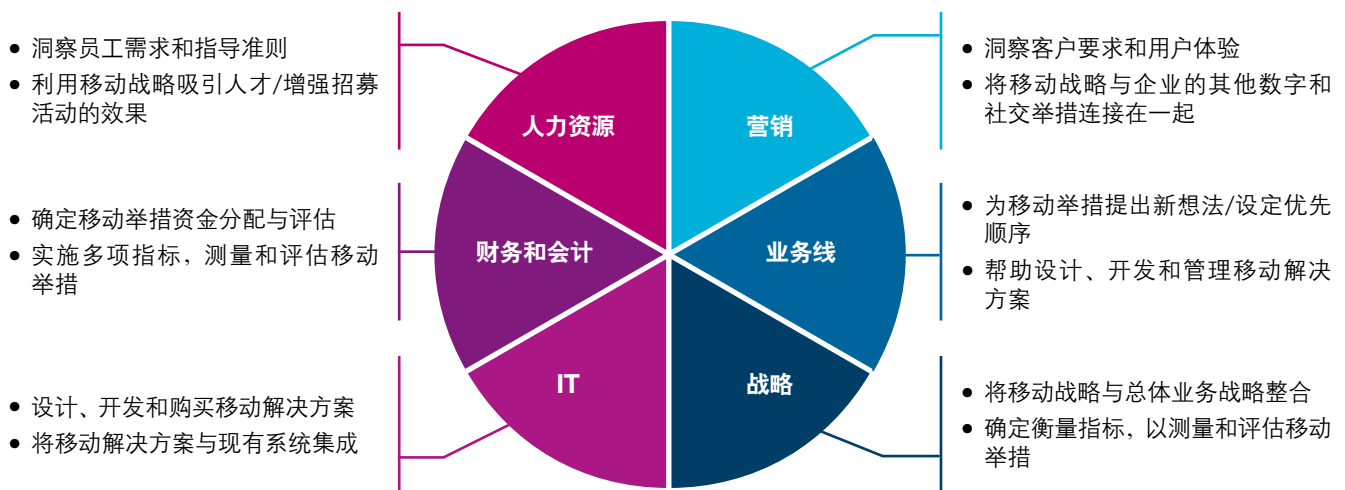 ● 洞察员工需求和指导准则
● 利用移动战略吸引人才/增强招募
活动的效果
● 确定移动举措资金分配与评估
● 实施多项指标，测量和评估移动
举措
● 设计、开发和购买移动解决方案
● 将移动解决方案与现有系统集成
人力资源
营销
财务和会计
业务线
IT
战略
● 洞察客户要求和用户体验
● 将移动战略与企业的其他数字和
社交举措连接在一起
● 为移动举措提出新想法/设定优先
顺序
● 帮助设计、开发和管理移动解决
方案
● 将移动战略与总体业务战略整合
● 确定衡量指标，以测量和评估移动
举措